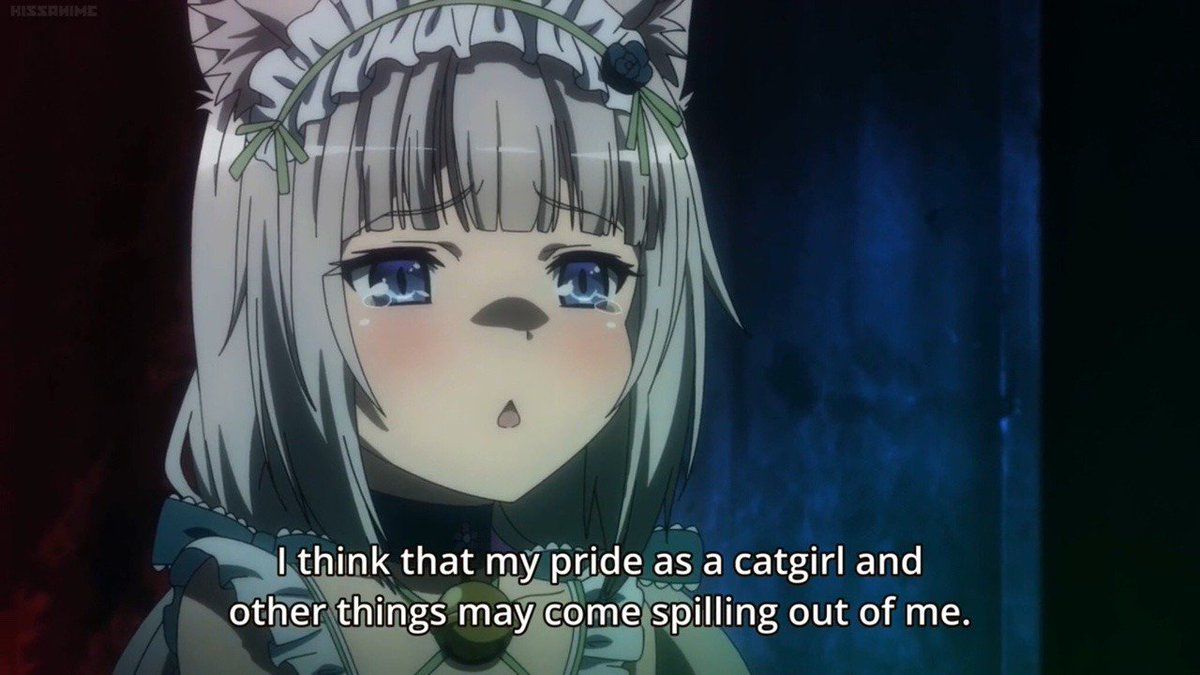 KISSANIME
I think that my pride as a catgirl and
other things may come spilling out of me.